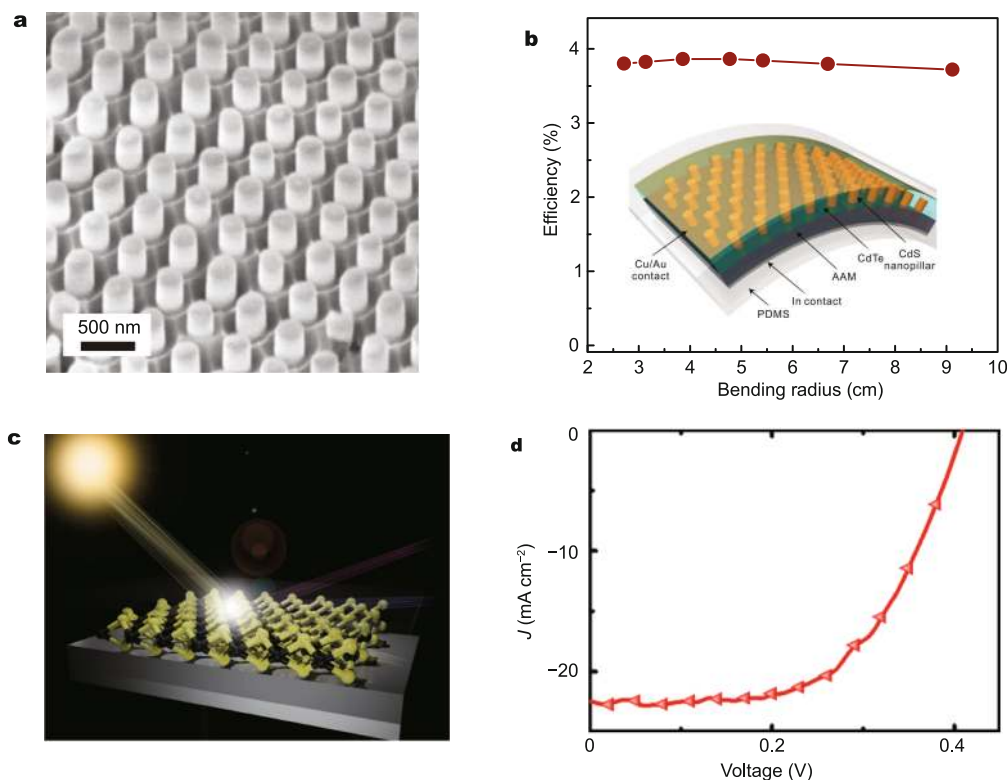 a
500 nm
b
Efficiency (%)
4
3
2
1
0
Cu/Au
contact
PDMS
In contact
AAM
CdTe
CdS
nanopillar
2 3 4 5 6 7 8 9 10
Bending radius (cm)
c
d
J (mA cm⁻²)
0
−10
−20
0 0.2 0.4
Voltage (V)